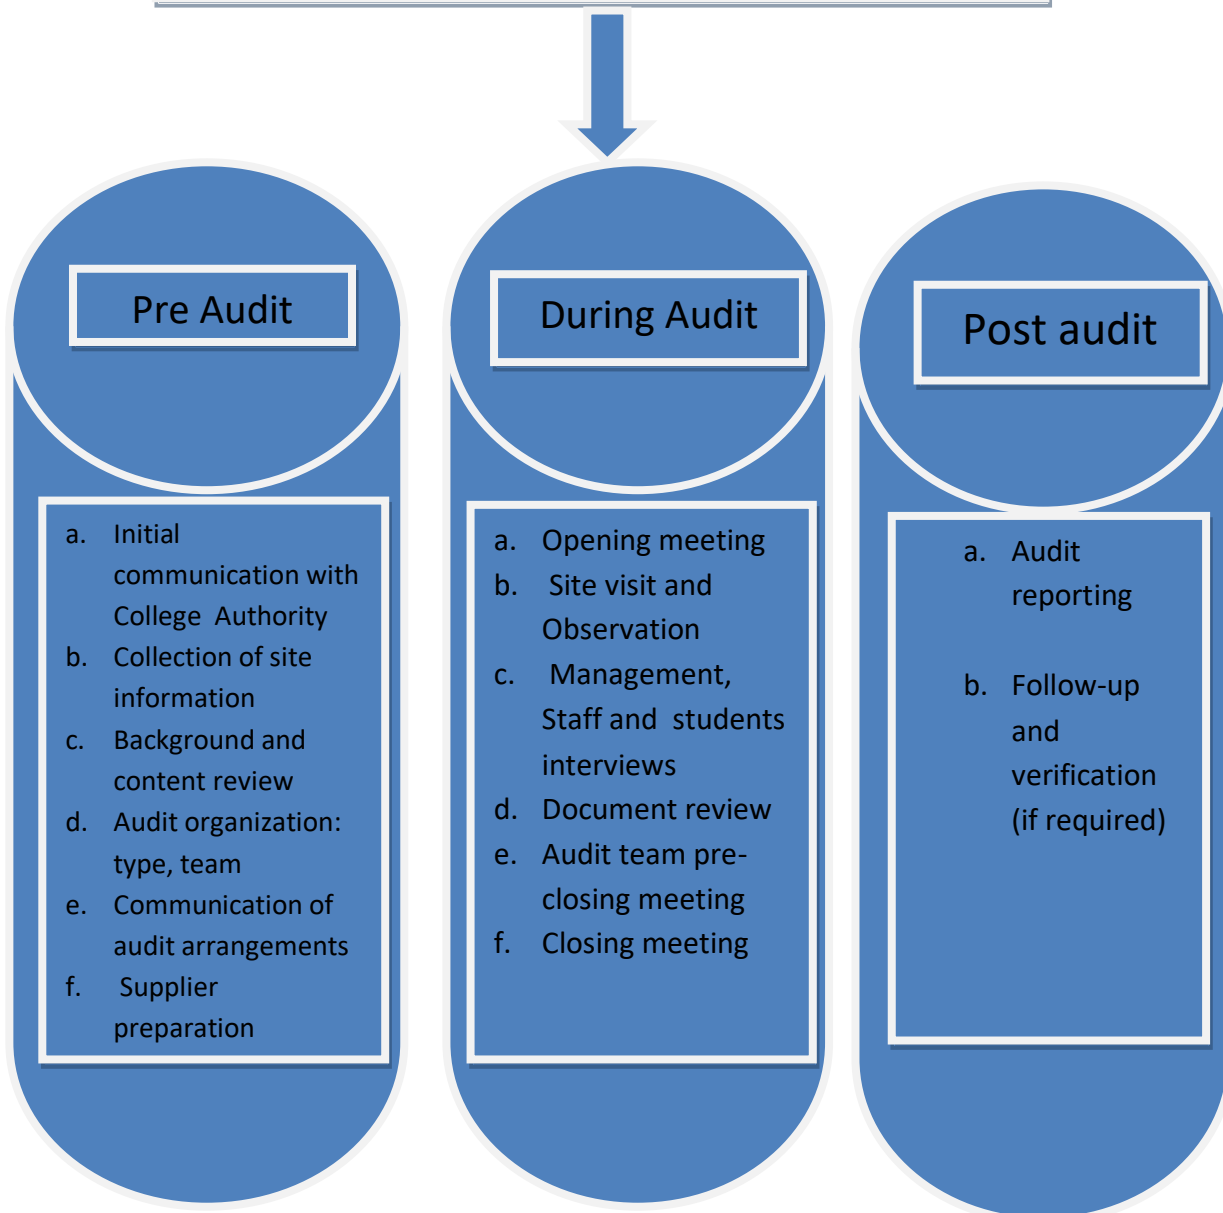 Pre Audit
a. Initial
communication with
College Authority
b. Collection of site
information
c. Background and
content review
d. Audit organization:
type, team
e. Communication of
audit arrangements
f. Supplier
preparation
During Audit
a. Opening meeting
b. Site visit and
Observation
c. Management,
Staff and students
interviews
d. Document review
e. Audit team pre-
closing meeting
f. Closing meeting
Post audit
a. Audit
reporting
b. Follow-up
and
verification
(if required)